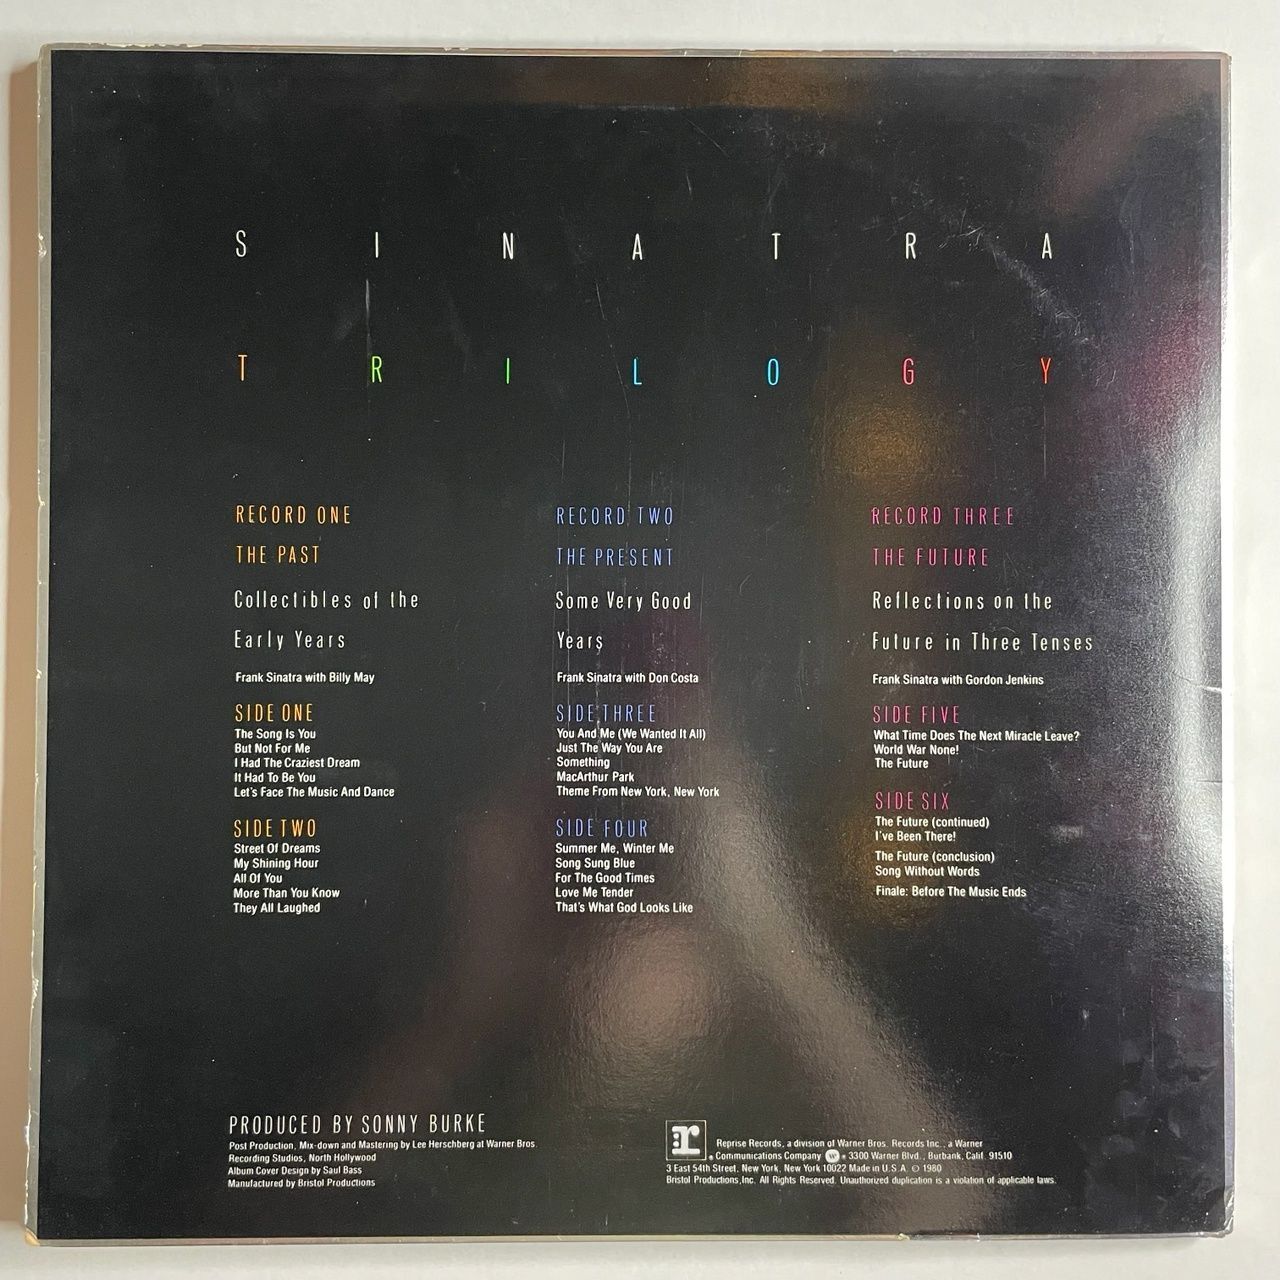 SINATRA
TRILOGY
RECORD ONE
THE PAST
Collectibles of the
Early Years
Frank Sinatra with Billy May
SIDE ONE
The Song Is You
But Not For Me
I Had The Craziest Dream
It Had To Be You
Let's Face The Music And Dance
SIDE TWO
Street Of Dreams
My Shining Hour
All Of You
More Than You Know
They All Laughed
RECORD TWO
THE PRESENT
Some Very Good
Years
Frank Sinatra with Don Costa
SIDE THREE
You And Me (We Wanted It All)
Just The Way You Are
Something
MacArthur Park
Theme From New York, New York
SIDE FOUR
Summer Me, Winter Me
Song Sung Blue
For The Good Times
Love Me Tender
That's What God Looks Like
RECORD THREE
THE FUTURE
Reflections on the
Future in Three Tenses
Frank Sinatra with Gordon Jenkins
SIDE FIVE
What Time Does The Next Miracle Leave?
World War None!
The Future
SIDE SIX
The Future (continued)
I've Been There!
The Future (conclusion)
Song Without Words
Finale: Before The Music Ends
PRODUCED BY SONNY BURKE
Post Production, Mix-down and Mastering by Lee Herschberg at Warner Bros.
Recording Studios, North Hollywood
Album Cover Design by Saul Bass
Manufactured by Bristol Productions
r
Reprise Records, a division of Warner Bros. Records Inc., a Warner
Communications Company • 3300 Warner Blvd., Burbank, Calif. 91510
3 East 54th Street, New York, New York 10022 Made in U.S.A. © 1980
Bristol Productions, Inc. All Rights Reserved. Unauthorized duplication is a violation of applicable laws.